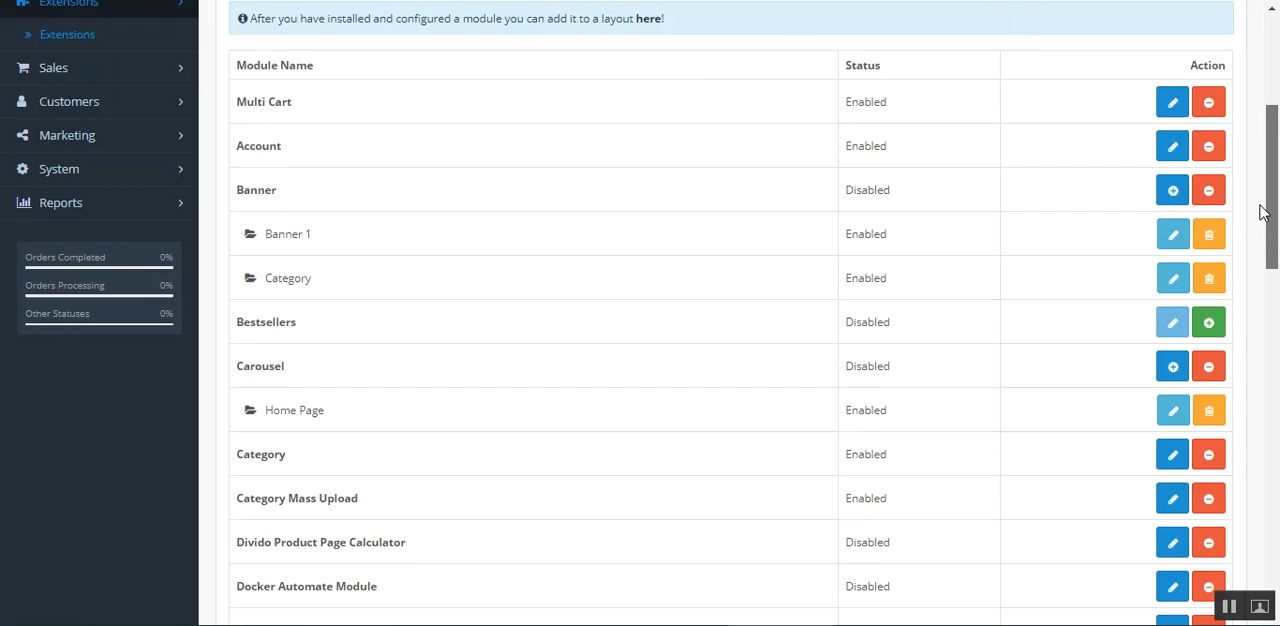 Extensions
» Extensions
Sales
Customers
Marketing
System
Reports
Orders Completed 0%
Orders Processing 0%
Other Statuses 0%
After you have installed and configured a module you can add it to a layout here!
Module Name Status Action
Multi Cart Enabled
Account Enabled
Banner Disabled
Banner 1 Enabled
Category Enabled
Bestsellers Disabled
Carousel Disabled
Home Page Enabled
Category Enabled
Category Mass Upload Enabled
Divido Product Page Calculator Disabled
Docker Automate Module Disabled